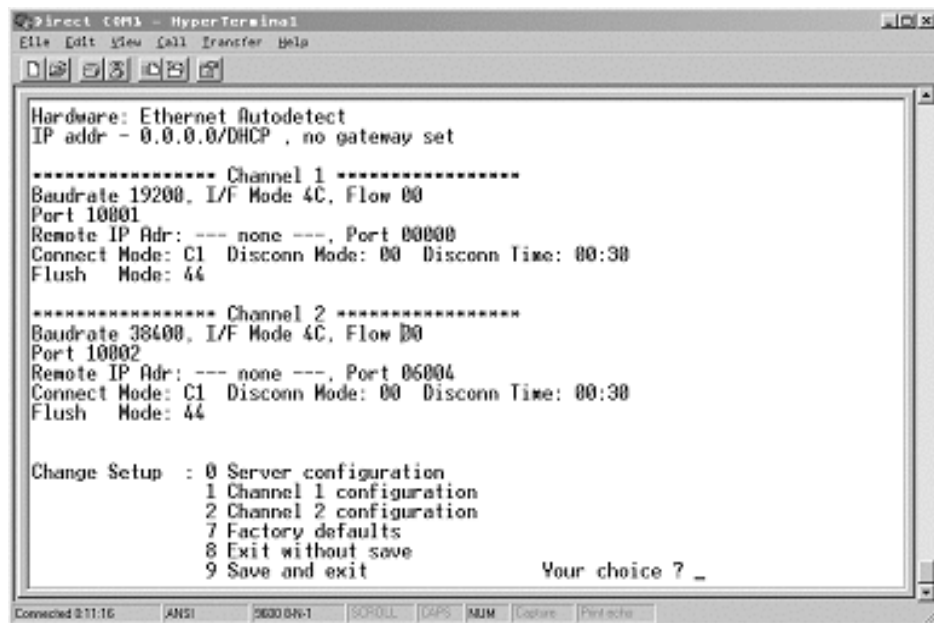 Direct COM1 - HyperTerminal
File Edit View Call Transfer Help
Hardware: Ethernet Autodetect
IP addr - 0.0.0.0/DHCP , no gateway set
***************** Channel 1 *****************
Baudrate 19200, I/F Mode 4C, Flow 00
Port 10001
Remote IP Adr: --- none ---, Port 00000
Connect Mode: C1 Disconn Mode: 00 Disconn Time: 00:30
Flush Mode: 44
***************** Channel 2 *****************
Baudrate 38400, I/F Mode 4C, Flow 00
Port 10002
Remote IP Adr: --- none ---, Port 06004
Connect Mode: C1 Disconn Mode: 00 Disconn Time: 00:30
Flush Mode: 44
Change Setup : 0 Server configuration
1 Channel 1 configuration
2 Channel 2 configuration
7 Factory defaults
8 Exit without save
9 Save and exit Your choice ? _
Connected 0:11:16 ANSI 9600 8-N-1 SCROLL CAPS NUM Capture Print echo